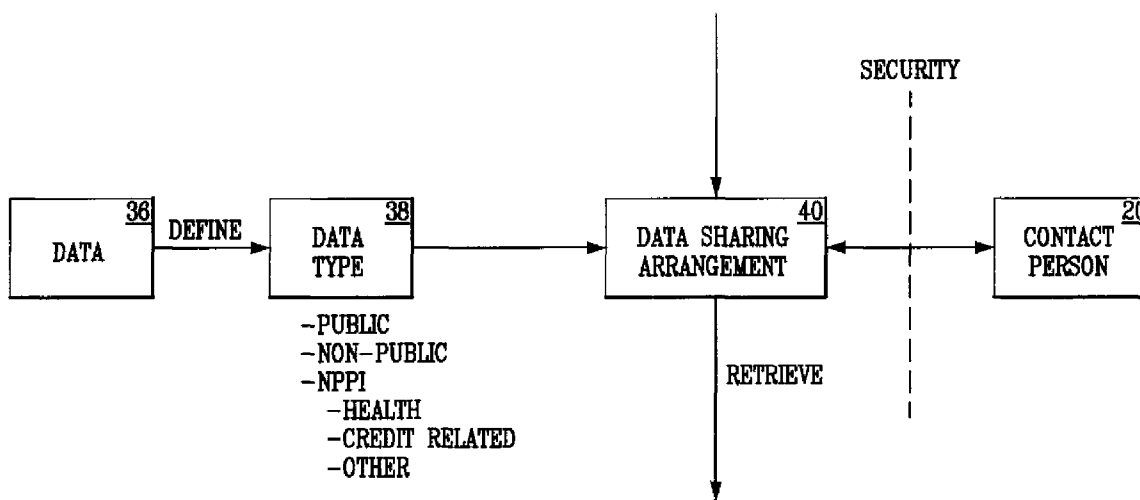 SECURITY
36
DATA
DEFINE
38
DATA
TYPE
-PUBLIC
-NON-PUBLIC
-NPPI
-HEALTH
-CREDIT RELATED
-OTHER
40
DATA SHARING
ARRANGEMENT
RETRIEVE
20
CONTACT
PERSON